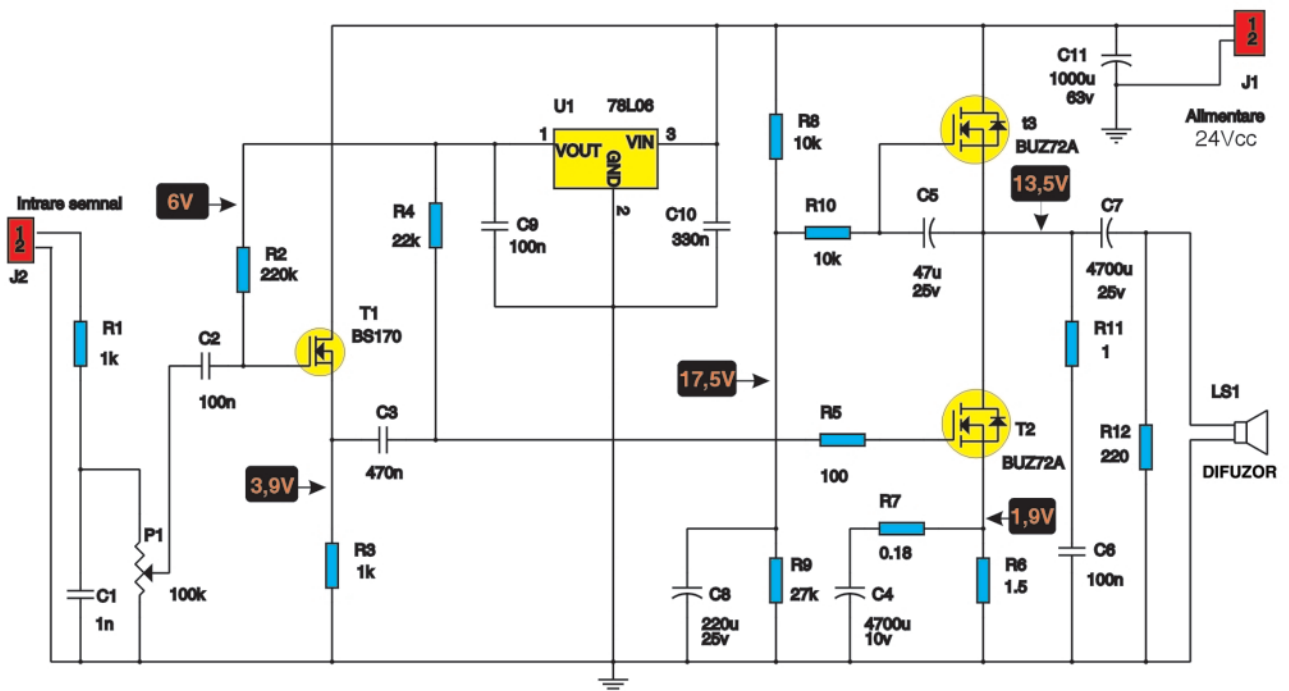 1
2
J1
Alimentare
24Vcc
C11
1000u
63v
U1
78L06
1
VOUT
VIN
GND
3
2
R8
10k
t3
BUZ72A
13,5V
6V
Intrare semnal
1
2
J2
R4
22k
C9
100n
C10
330n
R10
10k
C5
47u
25v
C7
4700u
25v
R2
220k
R1
1k
C2
100n
T1
BS170
R11
1
17,5V
C3
470n
R5
100
T2
BUZ72A
R12
220
LS1
DIFUZOR
3,9V
R7
0.18
1,9V
P1
100k
C1
1n
R3
1k
C8
220u
25v
R9
27k
C4
4700u
10v
R6
1.5
C6
100n